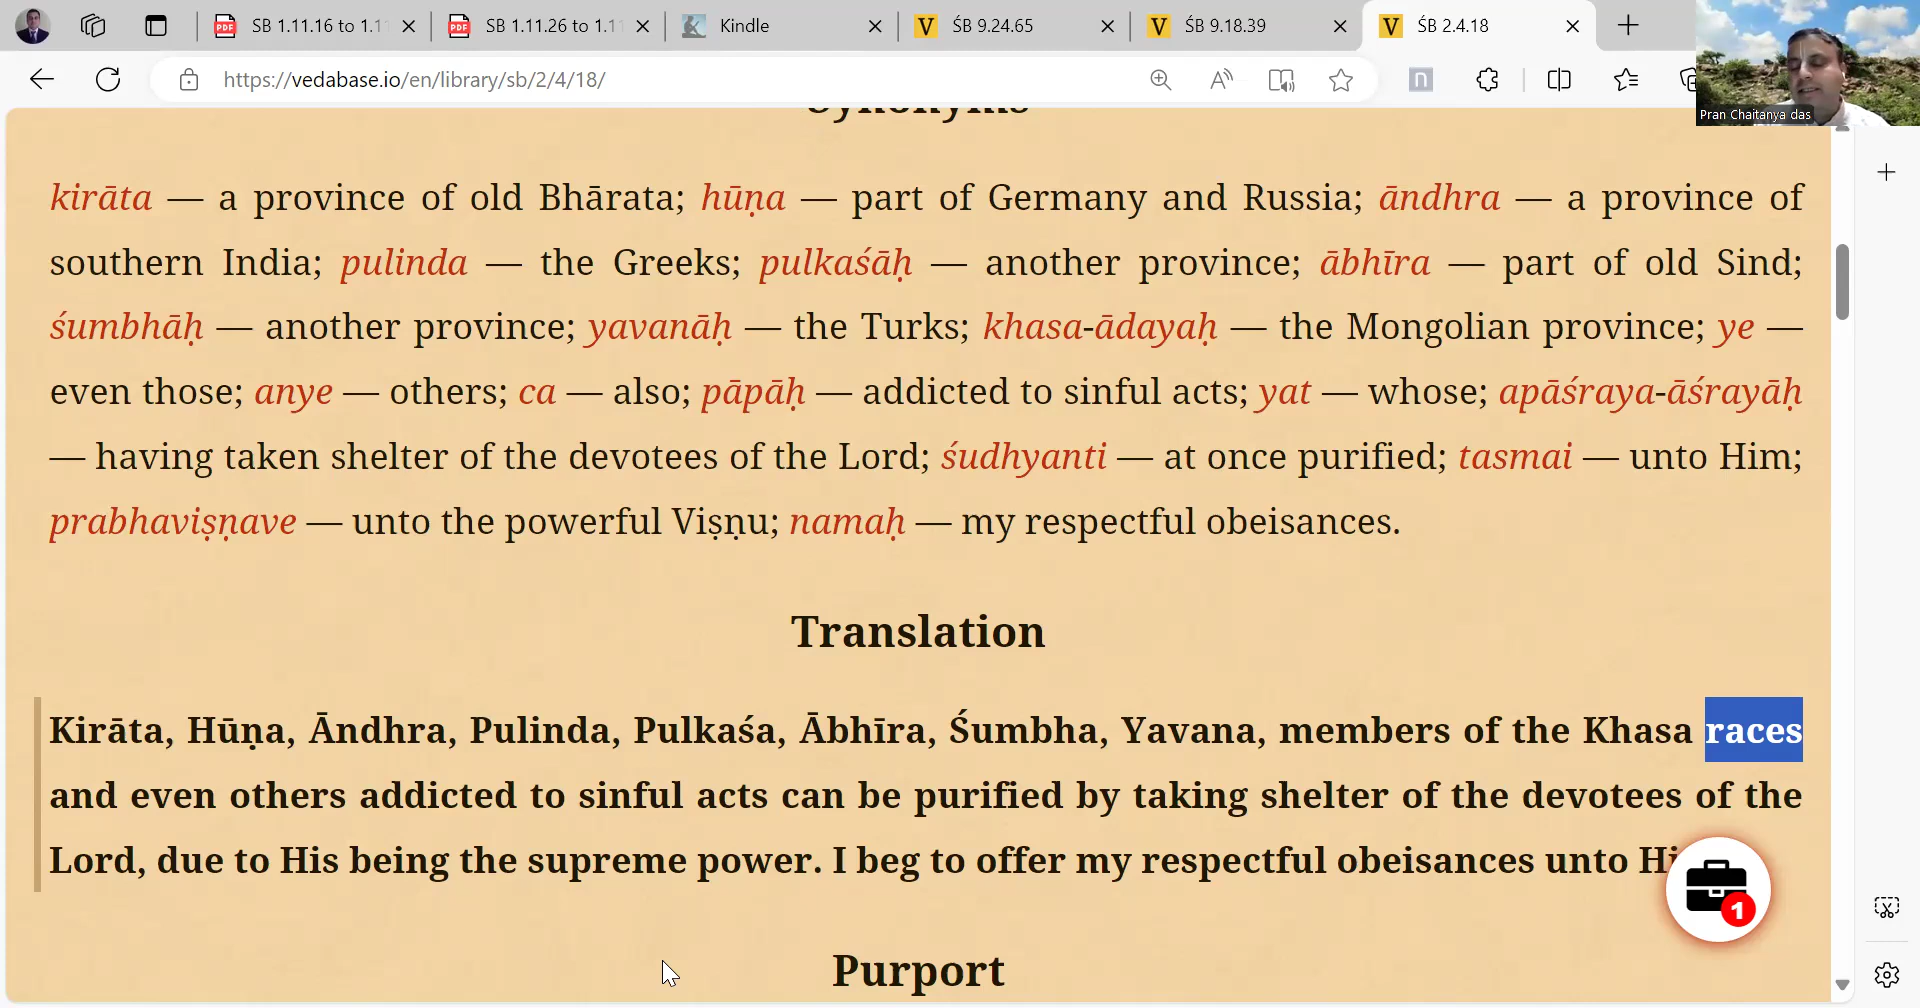 SB 1.11.16 to 1.1
SB 1.11.26 to 1.1
Kindle
ŚB 9.24.65
ŚB 9.18.39
ŚB 2.4.18
https://vedabase.io/en/library/sb/2/4/18/
Pran Chaitanya das
Synonyms
kirāta — a province of old Bhārata; hūṇa — part of Germany and Russia; āndhra — a province of
southern India; pulinda — the Greeks; pulkaśāḥ — another province; ābhīra — part of old Sind;
śumbhāḥ — another province; yavanāḥ — the Turks; khasa-ādayaḥ — the Mongolian province; ye —
even those; anye — others; ca — also; pāpāḥ — addicted to sinful acts; yat — whose; apāśraya-āśrayāḥ
— having taken shelter of the devotees of the Lord; śudhyanti — at once purified; tasmai — unto Him;
prabhaviṣṇave — unto the powerful Viṣṇu; namaḥ — my respectful obeisances.
Translation
Kirāta, Hūṇa, Āndhra, Pulinda, Pulkaśa, Ābhīra, Śumbha, Yavana, members of the Khasa races
and even others addicted to sinful acts can be purified by taking shelter of the devotees of the
Lord, due to His being the supreme power. I beg to offer my respectful obeisances unto Hi
1
Purport